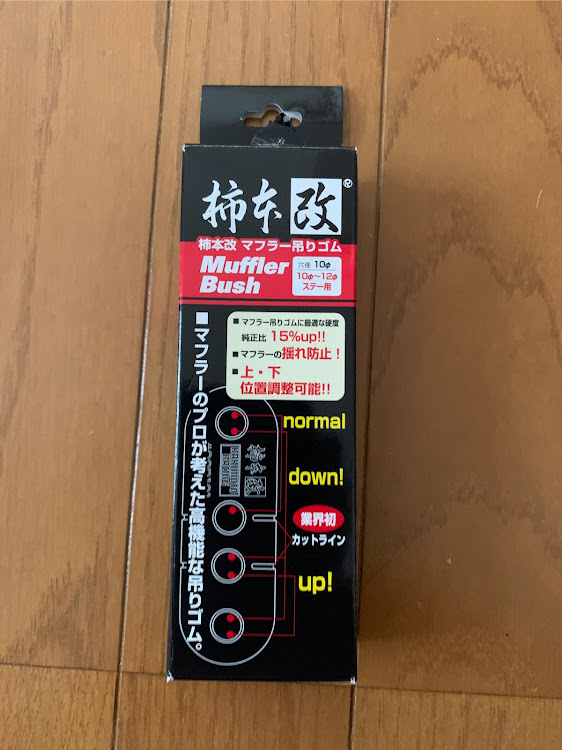 柿本改®
柿本改 マフラー吊りゴム
Muffler
Bush
穴径 10φ
10φ〜12φ
ステー用
■マフラー吊りゴムに最適な硬度
純正比 15%up!!
■マフラーの揺れ防止！
■上・下
位置調整可能!!
■マフラーのプロが考えた高機能な吊りゴム。
normal
柿本改
down!
業界初
カットライン
up!